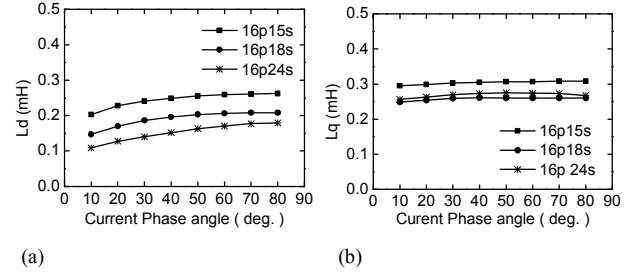 0.5
0.4
0.3
0.2
0.1
0.0
Ld (mH)
16p15s
16p18s
16p24s
0 10 20 30 40 50 60 70 80 90
Current Phase angle ( deg. )
(a)
0.5
0.4
0.3
0.2
0.1
0.0
Lq (mH)
16p15s
16p18s
16p 24s
0 10 20 30 40 50 60 70 80 90
Curent Phase angle ( deg. )
(b)